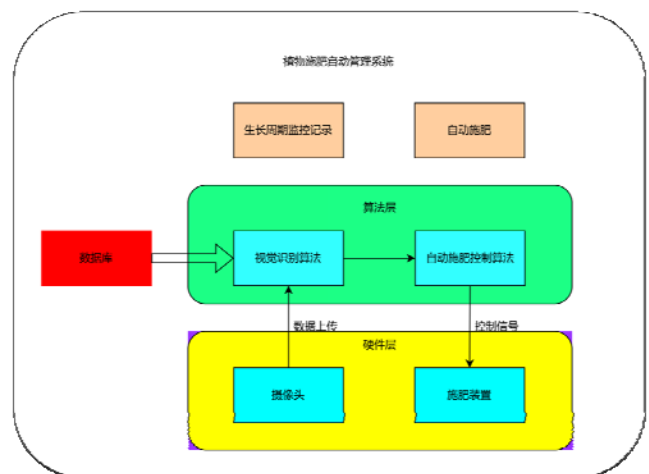 植物施肥自动管理系统
生长周期监控记录
自动施肥
算法层
数据库
视觉识别算法
自动施肥控制算法
数据上传
控制信号
硬件层
摄像头
施肥装置